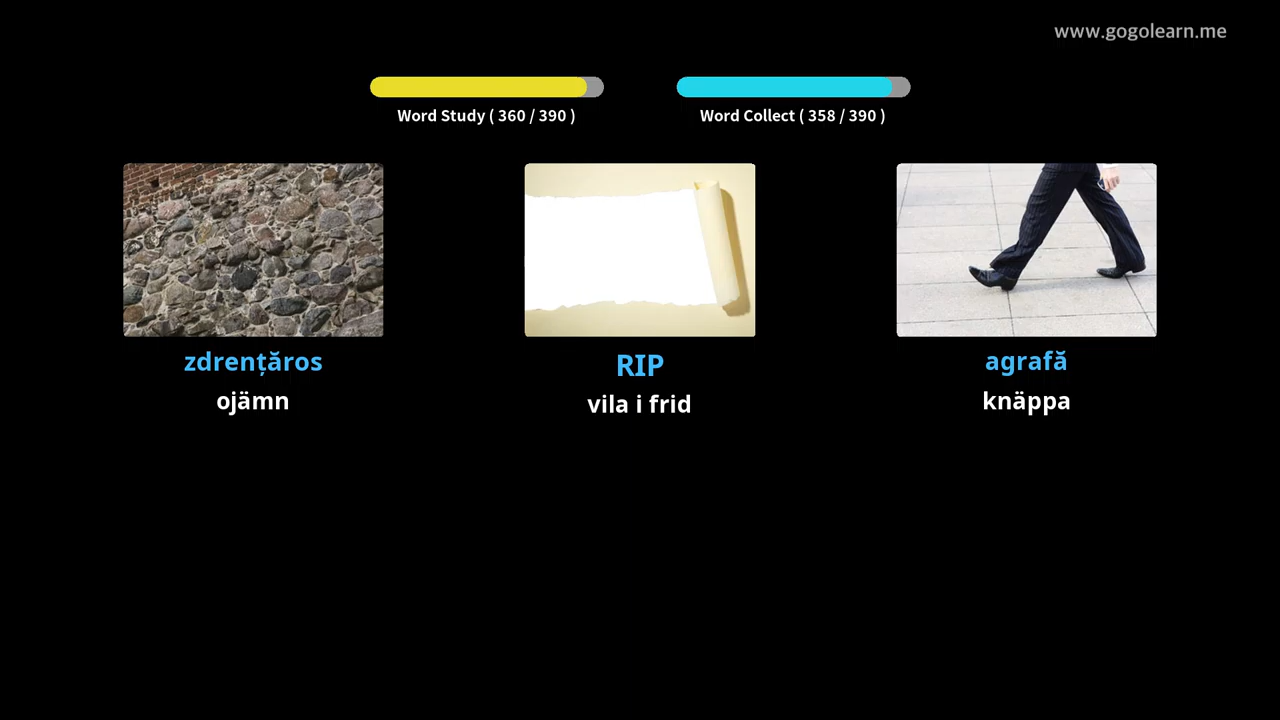 www.gogolearn.me
Word Study ( 360 / 390 )
Word Collect ( 358 / 390 )
zdrențăros
RIP
agrafă
ojämn
vila i frid
knäppa